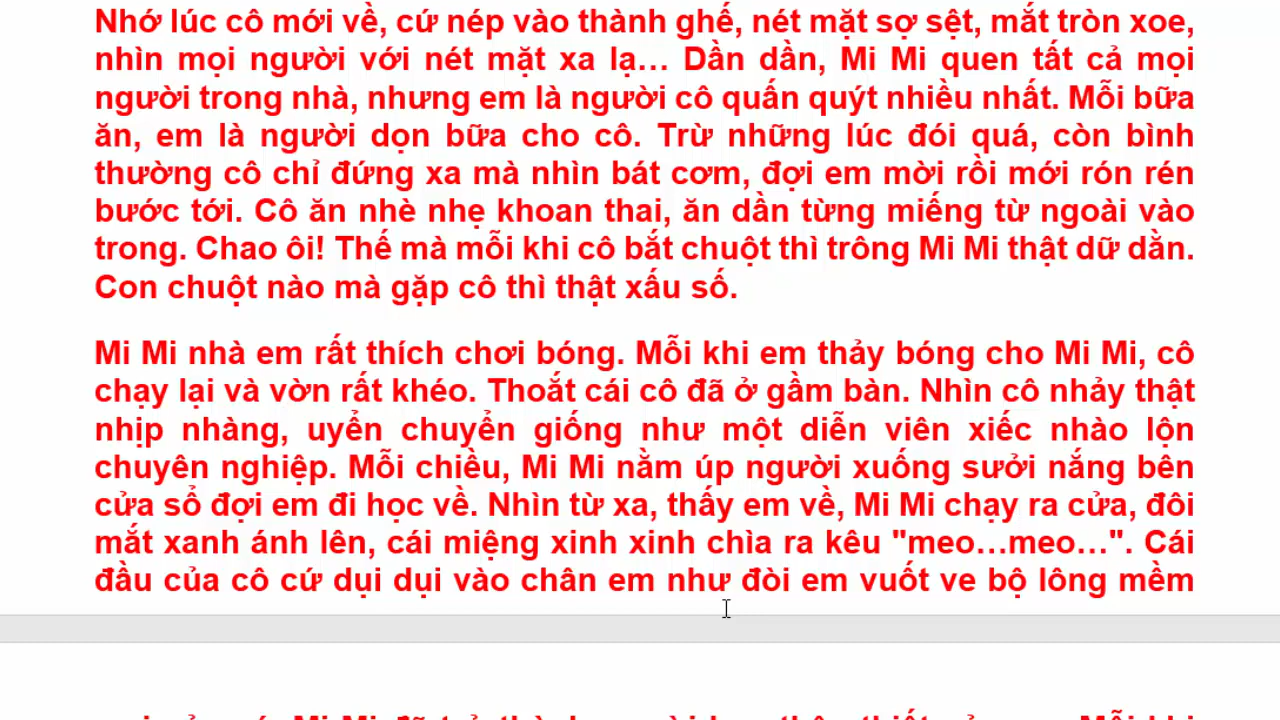 Nhớ lúc cô mới về, cứ nép vào thành ghế, nét mặt sợ sệt, mắt tròn xoe,
nhìn mọi người với nét mặt xa lạ… Dần dần, Mi Mi quen tất cả mọi
người trong nhà, nhưng em là người cô quấn quýt nhiều nhất. Mỗi bữa
ăn, em là người dọn bữa cho cô. Trừ những lúc đói quá, còn bình
thường cô chỉ đứng xa mà nhìn bát cơm, đợi em mời rồi mới rón rén
bước tới. Cô ăn nhè nhẹ khoan thai, ăn dần từng miếng từ ngoài vào
trong. Chao ôi! Thế mà mỗi khi cô bắt chuột thì trông Mi Mi thật dữ dằn.
Con chuột nào mà gặp cô thì thật xấu số.
Mi Mi nhà em rất thích chơi bóng. Mỗi khi em thảy bóng cho Mi Mi, cô
chạy lại và vờn rất khéo. Thoắt cái cô đã ở gầm bàn. Nhìn cô nhảy thật
nhịp nhàng, uyển chuyển giống như một diễn viên xiếc nhào lộn
chuyên nghiệp. Mỗi chiều, Mi Mi nằm úp người xuống sưởi nắng bên
cửa sổ đợi em đi học về. Nhìn từ xa, thấy em về, Mi Mi chạy ra cửa, đôi
mắt xanh ánh lên, cái miệng xinh xinh chìa ra kêu "meo…meo…". Cái
đầu của cô cứ dụi dụi vào chân em như đòi em vuốt ve bộ lông mềm